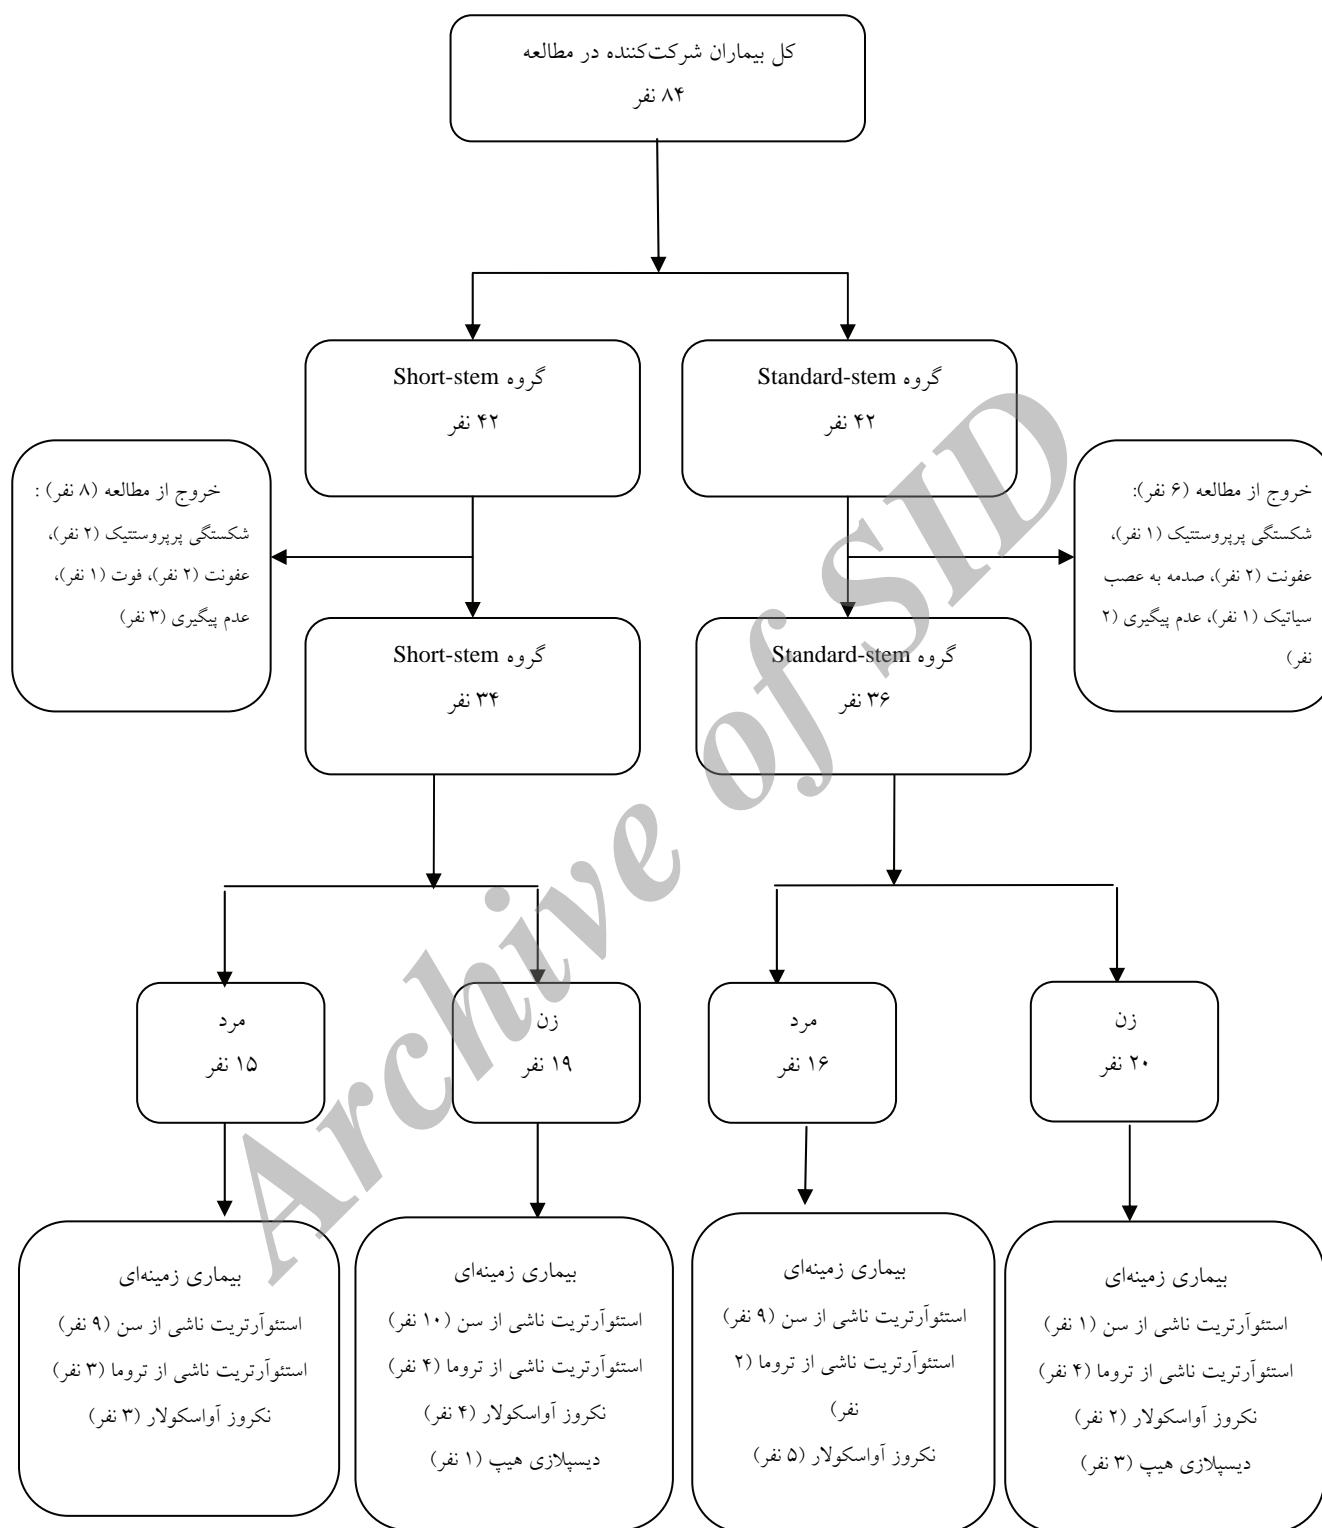 کل بیماران شرکت‌کننده در مطالعه
۸۴ نفر
گروه Standard-stem
۴۲ نفر
گروه Short-stem
۴۲ نفر
خروج از مطالعه (۶ نفر):
شکستگی پرپروستتیک (۱ نفر)،
عفونت (۲ نفر)، صدمه به عصب
سیاتیک (۱ نفر)، عدم پیگیری (۲
نفر)
خروج از مطالعه (۸ نفر) :
شکستگی پرپروستتیک (۲ نفر)،
عفونت (۲ نفر)، فوت (۱ نفر)،
عدم پیگیری (۳ نفر)
گروه Standard-stem
۳۶ نفر
گروه Short-stem
۳۴ نفر
زن
۲۰ نفر
مرد
۱۶ نفر
زن
۱۹ نفر
مرد
۱۵ نفر
بیماری زمینه‌ای
استئوآرتریت ناشی از سن (۱ نفر)
استئوآرتریت ناشی از تروما (۴ نفر)
نکروز آواسکولار (۲ نفر)
دیسپلازی هیپ (۳ نفر)
بیماری زمینه‌ای
استئوآرتریت ناشی از سن (۹ نفر)
استئوآرتریت ناشی از تروما (۲
نفر)
نکروز آواسکولار (۵ نفر)
بیماری زمینه‌ای
استئوآرتریت ناشی از سن (۱۰ نفر)
استئوآرتریت ناشی از تروما (۴ نفر)
نکروز آواسکولار (۴ نفر)
دیسپلازی هیپ (۱ نفر)
بیماری زمینه‌ای
استئوآرتریت ناشی از سن (۹ نفر)
استئوآرتریت ناشی از تروما (۳ نفر)
نکروز آواسکولار (۳ نفر)
Archive of SID